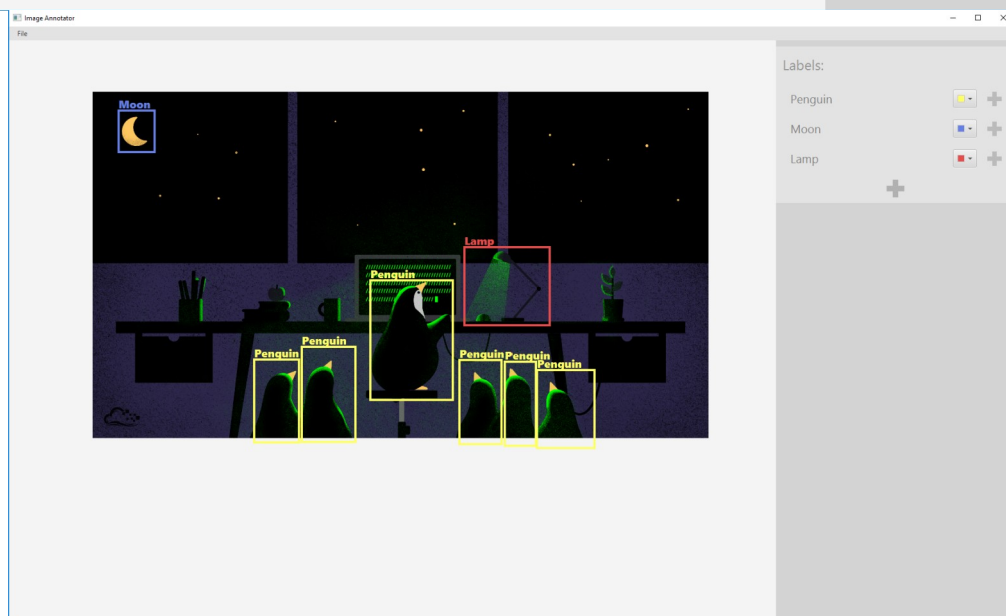 Image Annotator
File
Labels:
Penguin
Moon
Lamp
Moon
Lamp
Penguin
Penguin
Penguin
Penguin
Penguin
Penguin